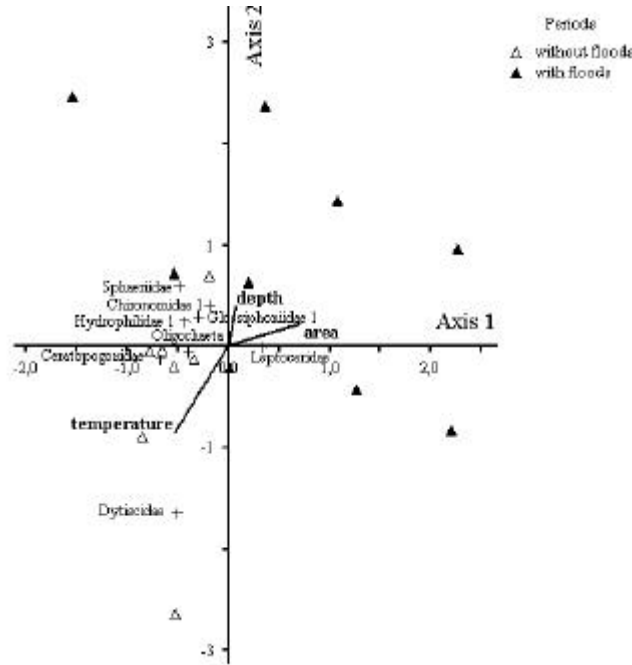 Axis 2
3
Periods
without floods
with floods
1
Sphaeriidae
depth
Chironomidae 1
Hydrophilidae 1
Glossiphoniidae 1
Axis 1
Oligochaeta
area
Ceratopogonidae
Leptoceridae
-2,0
-1,0
0,0
1,0
2,0
temperature
-1
Dytiscidae
-3